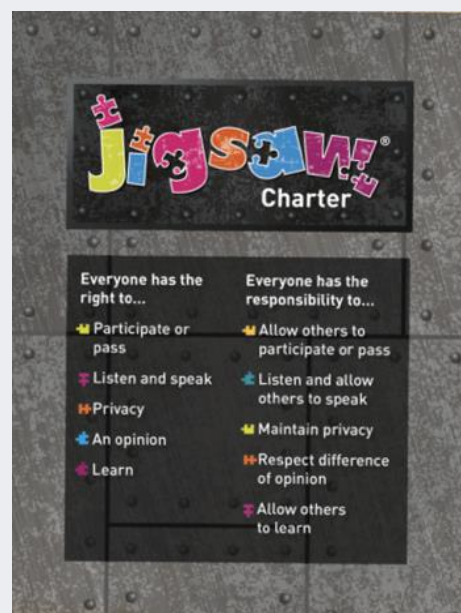 jigsaw®
Charter
Everyone has the
right to...
Participate or
pass
Listen and speak
Privacy
An opinion
Learn
Everyone has the
responsibility to...
Allow others to
participate or pass
Listen and allow
others to speak
Maintain privacy
Respect difference
of opinion
Allow others
to learn